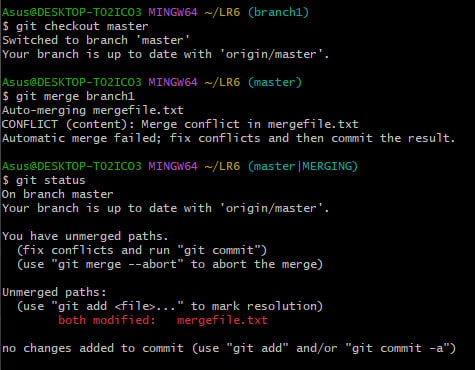 Asus@DESKTOP-TO2ICO3 MINGW64 ~/LR6 (branch1)
$ git checkout master
Switched to branch 'master'
Your branch is up to date with 'origin/master'.
Asus@DESKTOP-TO2ICO3 MINGW64 ~/LR6 (master)
$ git merge branch1
Auto-merging mergefile.txt
CONFLICT (content): Merge conflict in mergefile.txt
Automatic merge failed; fix conflicts and then commit the result.
Asus@DESKTOP-TO2ICO3 MINGW64 ~/LR6 (master|MERGING)
$ git status
On branch master
Your branch is up to date with 'origin/master'.
You have unmerged paths.
(fix conflicts and run "git commit")
(use "git merge --abort" to abort the merge)
Unmerged paths:
(use "git add <file>..." to mark resolution)
both modified: mergefile.txt
no changes added to commit (use "git add" and/or "git commit -a")